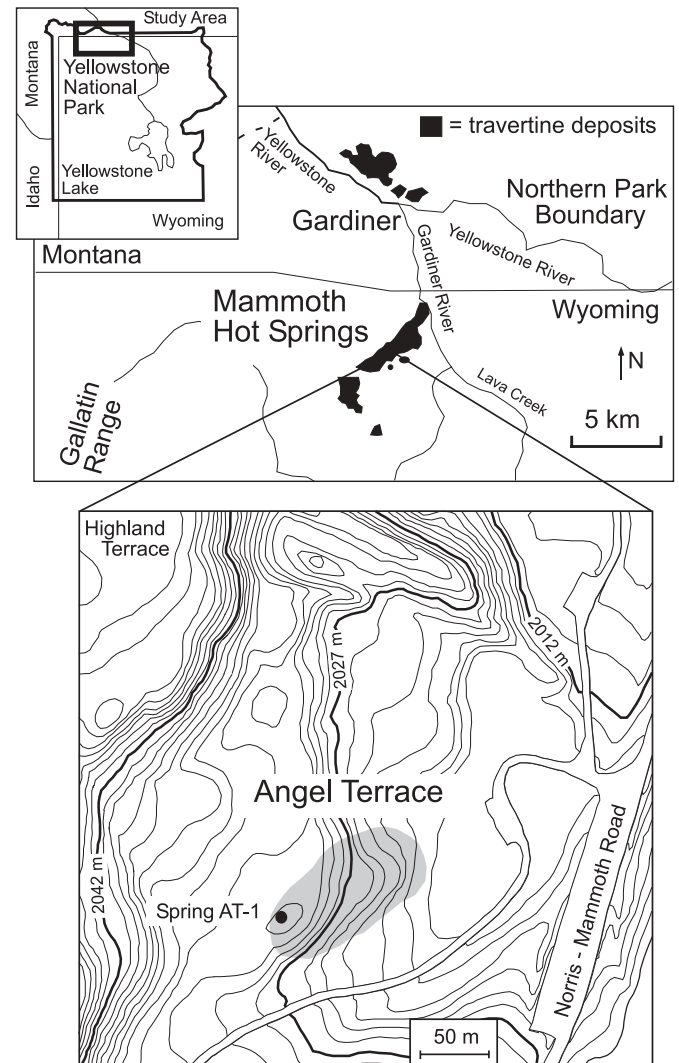 Study Area
Montana
Yellowstone
National
Park
Idaho
Yellowstone
Lake
Wyoming
= travertine deposits
Yellowstone
River
Northern Park
Boundary
Gardiner
Gardiner River
Yellowstone River
Montana
Mammoth
Hot Springs
Wyoming
N
Lava Creek
Gallatin
Range
5 km
Highland
Terrace
2027 m
2012 m
Angel Terrace
2042 m
Spring AT-1
Norris - Mammoth Road
50 m